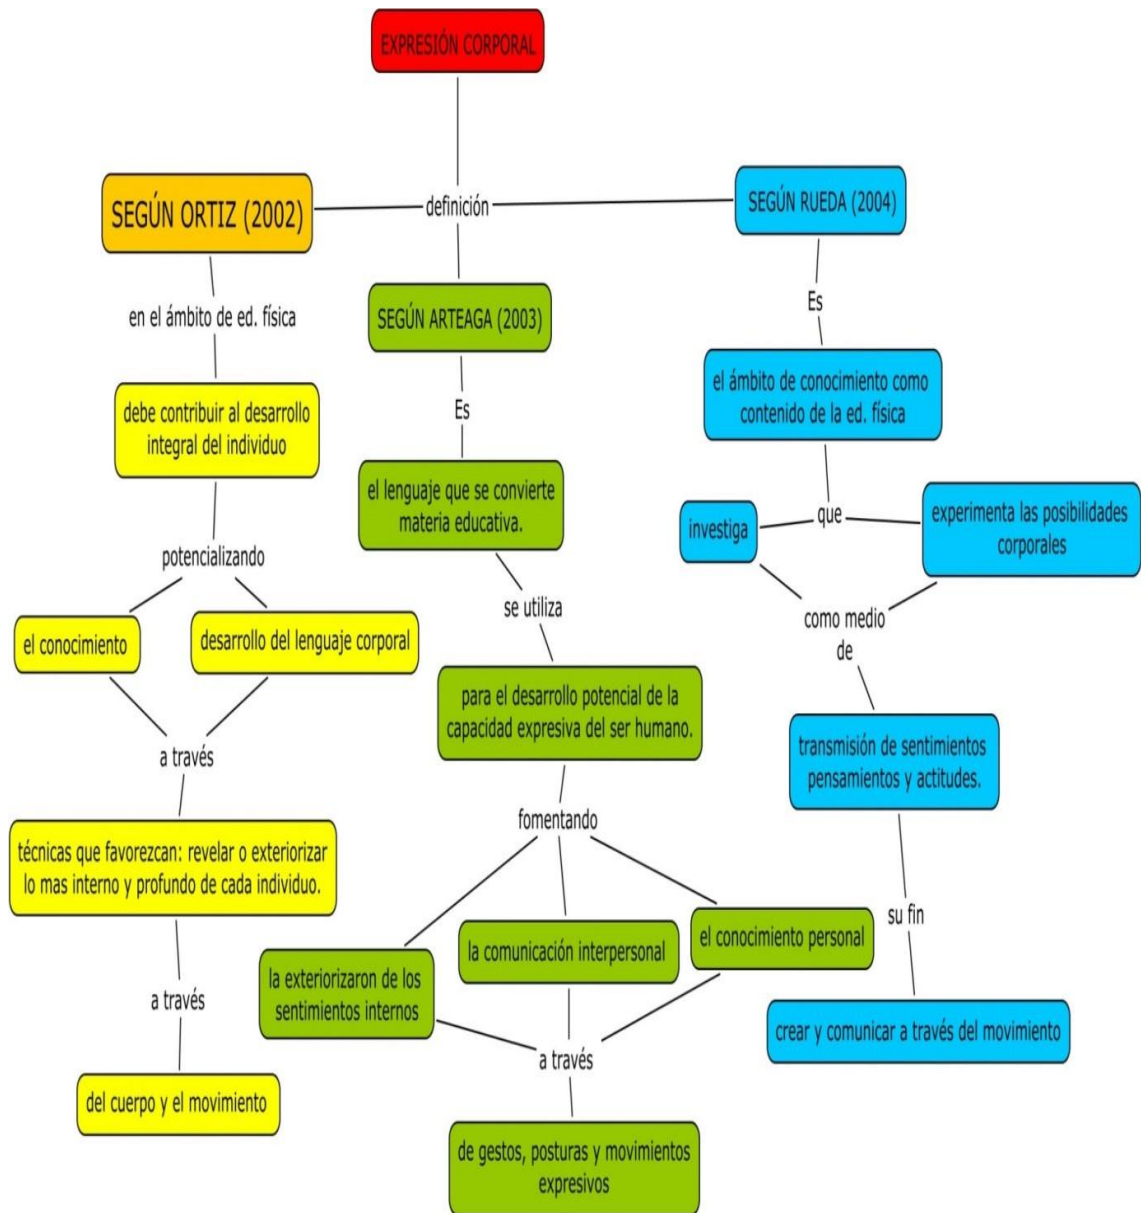 EXPRESIÓN CORPORAL
definición
SEGÚN ORTIZ (2002)
en el ámbito de ed. física
debe contribuir al desarrollo
integral del individuo
potencializando
el conocimiento
desarrollo del lenguaje corporal
a través
técnicas que favorezcan: revelar o exteriorizar
lo mas interno y profundo de cada individuo.
a través
del cuerpo y el movimiento
SEGÚN ARTEAGA (2003)
Es
el lenguaje que se convierte
materia educativa.
se utiliza
para el desarrollo potencial de la
capacidad expresiva del ser humano.
fomentando
la exteriorizaron de los
sentimientos internos
la comunicación interpersonal
el conocimiento personal
a través
de gestos, posturas y movimientos
expresivos
SEGÚN RUEDA (2004)
Es
el ámbito de conocimiento como
contenido de la ed. física
que
investiga
experimenta las posibilidades
corporales
como medio
de
transmisión de sentimientos
pensamientos y actitudes.
su fin
crear y comunicar a través del movimiento